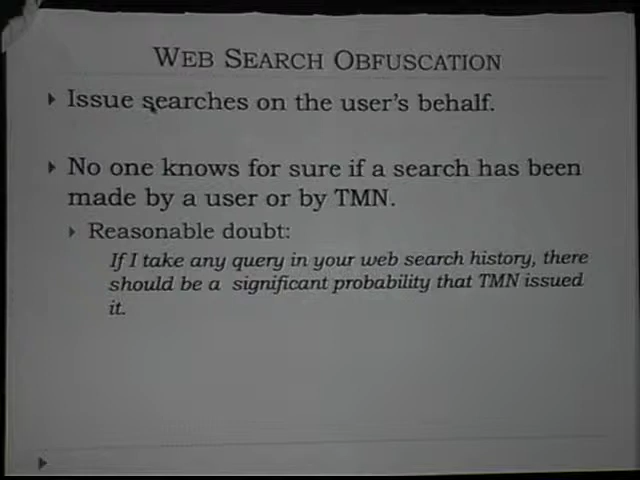 WEB SEARCH OBFUSCATION
Issue searches on the user's behalf.
No one knows for sure if a search has been
made by a user or by TMN.
Reasonable doubt:
If I take any query in your web search history, there
should be a significant probability that TMN issued
it.